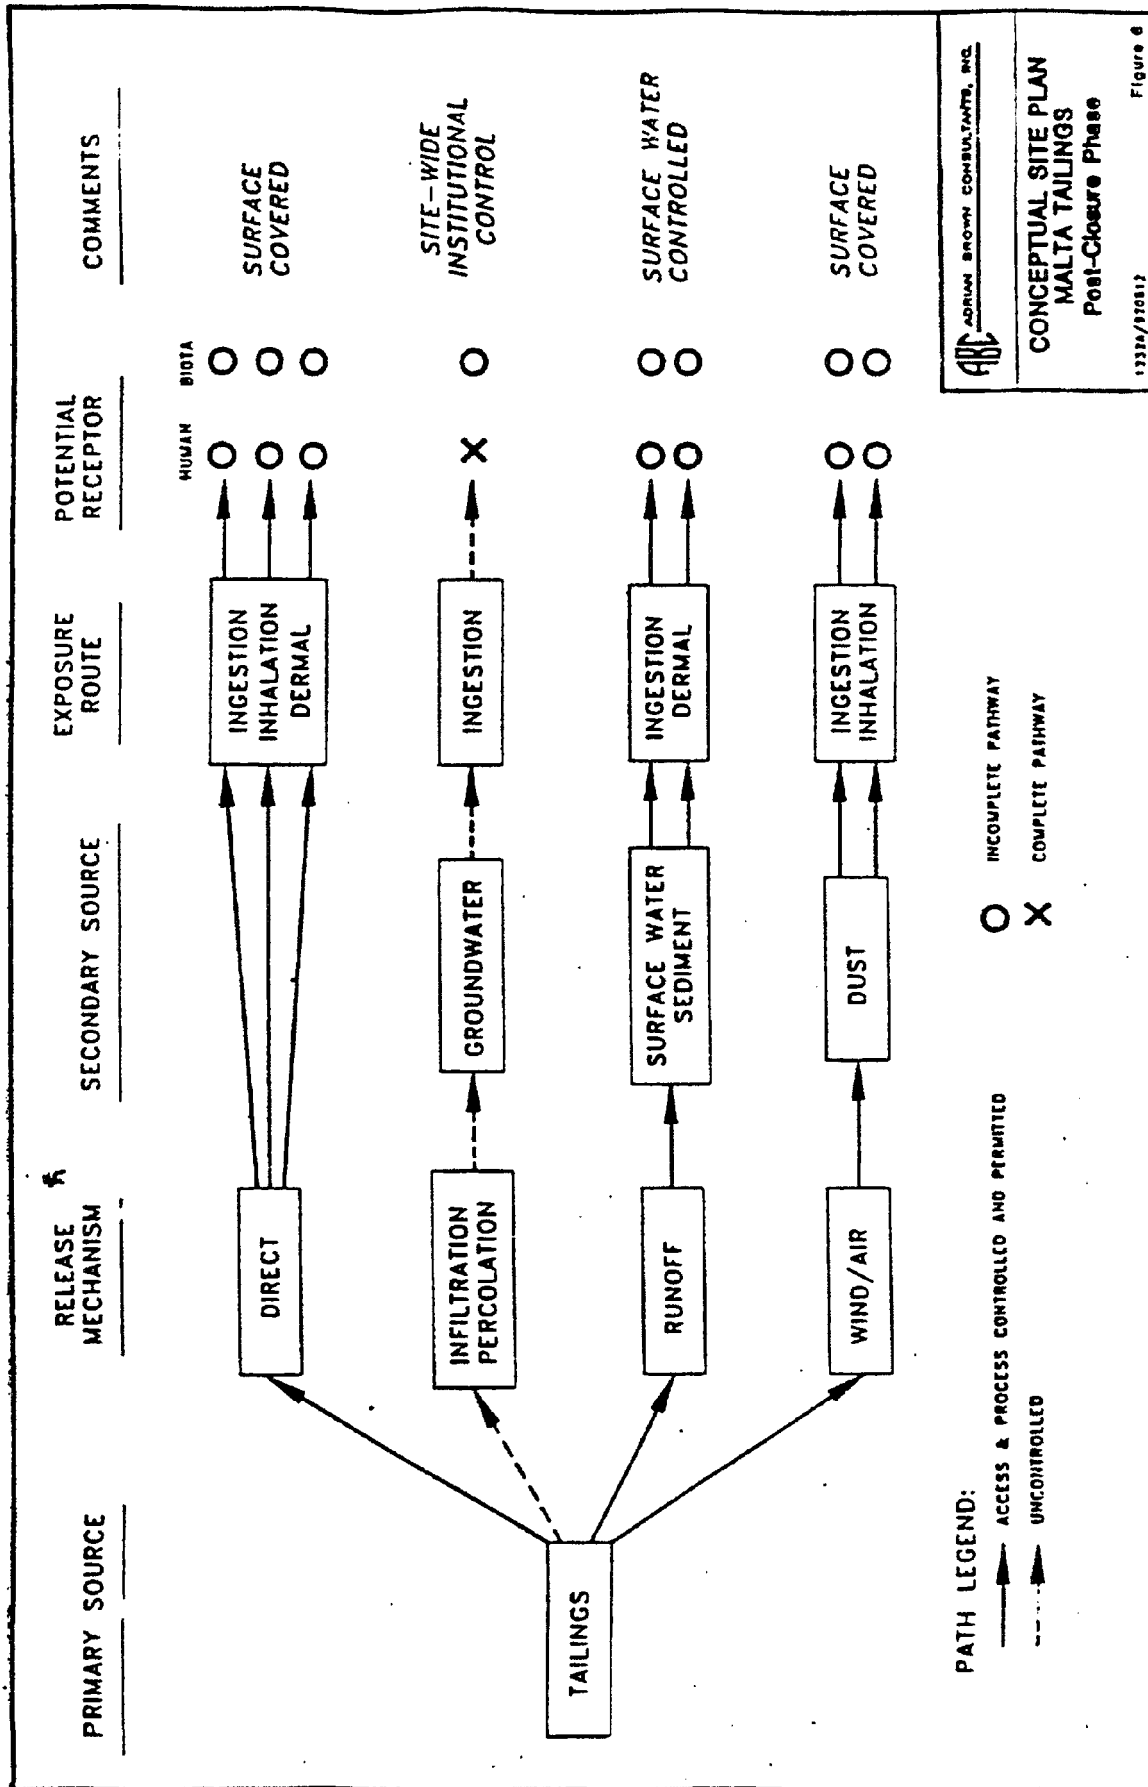 PRIMARY SOURCE
RELEASE
MECHANISM
SECONDARY SOURCE
EXPOSURE
ROUTE
POTENTIAL
RECEPTOR
COMMENTS
HUMAN
BIOTA
TAILINGS
DIRECT
INGESTION
INHALATION
DERMAL
SURFACE
COVERED
INFILTRATION
PERCOLATION
GROUNDWATER
INGESTION
SITE-WIDE
INSTITUTIONAL
CONTROL
RUNOFF
SURFACE WATER
SEDIMENT
INGESTION
DERMAL
SURFACE WATER
CONTROLLED
WIND/AIR
DUST
INGESTION
INHALATION
SURFACE
COVERED
PATH LEGEND:
ACCESS & PROCESS CONTROLLED AND PERMITTED
UNCONTROLLED
O INCOMPLETE PATHWAY
X COMPLETE PATHWAY
ABC ADRIAN BROWN CONSULTANTS, INC.
CONCEPTUAL SITE PLAN
MALTA TAILINGS
Post-Closure Phase
Figure 6